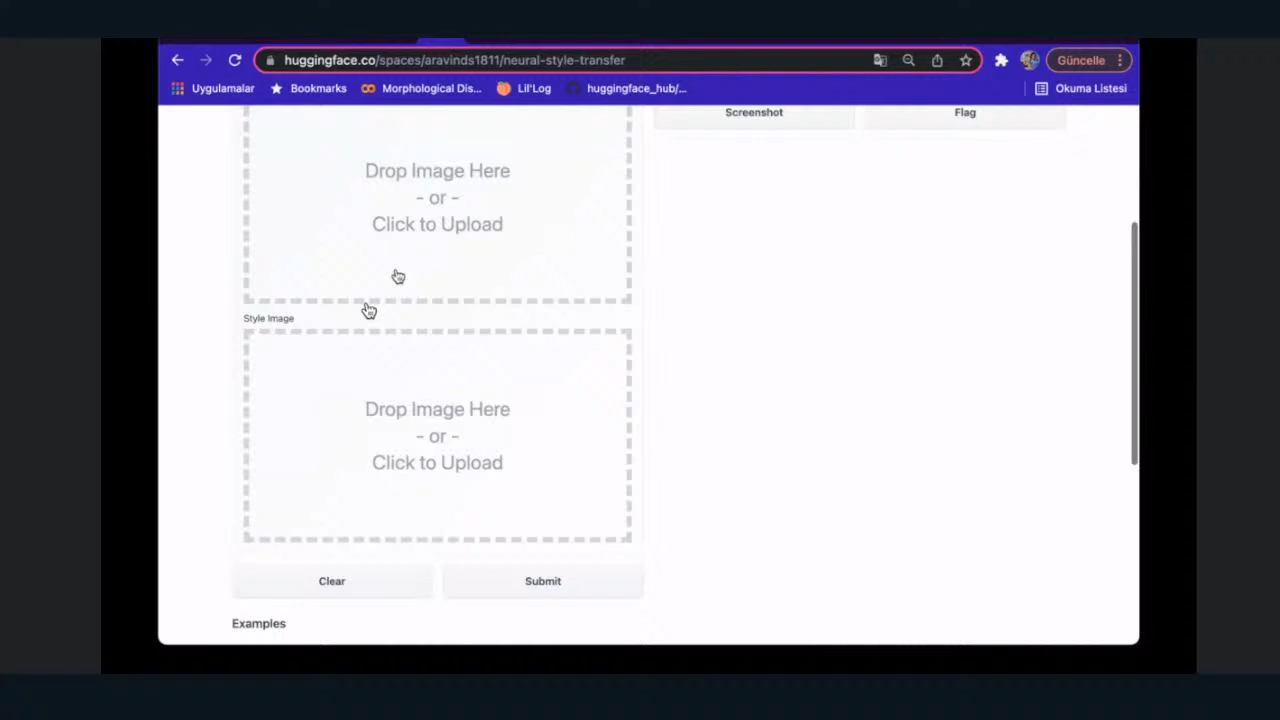 huggingface.co/spaces/aravinds1811/neural-style-transfer
Güncelle
Uygulamalar
Bookmarks
Morphological Dis...
Lil'Log
huggingface_hub/...
Okuma Listesi
Screenshot
Flag
Drop Image Here
- or -
Click to Upload
Style Image
Drop Image Here
- or -
Click to Upload
Clear
Submit
Examples